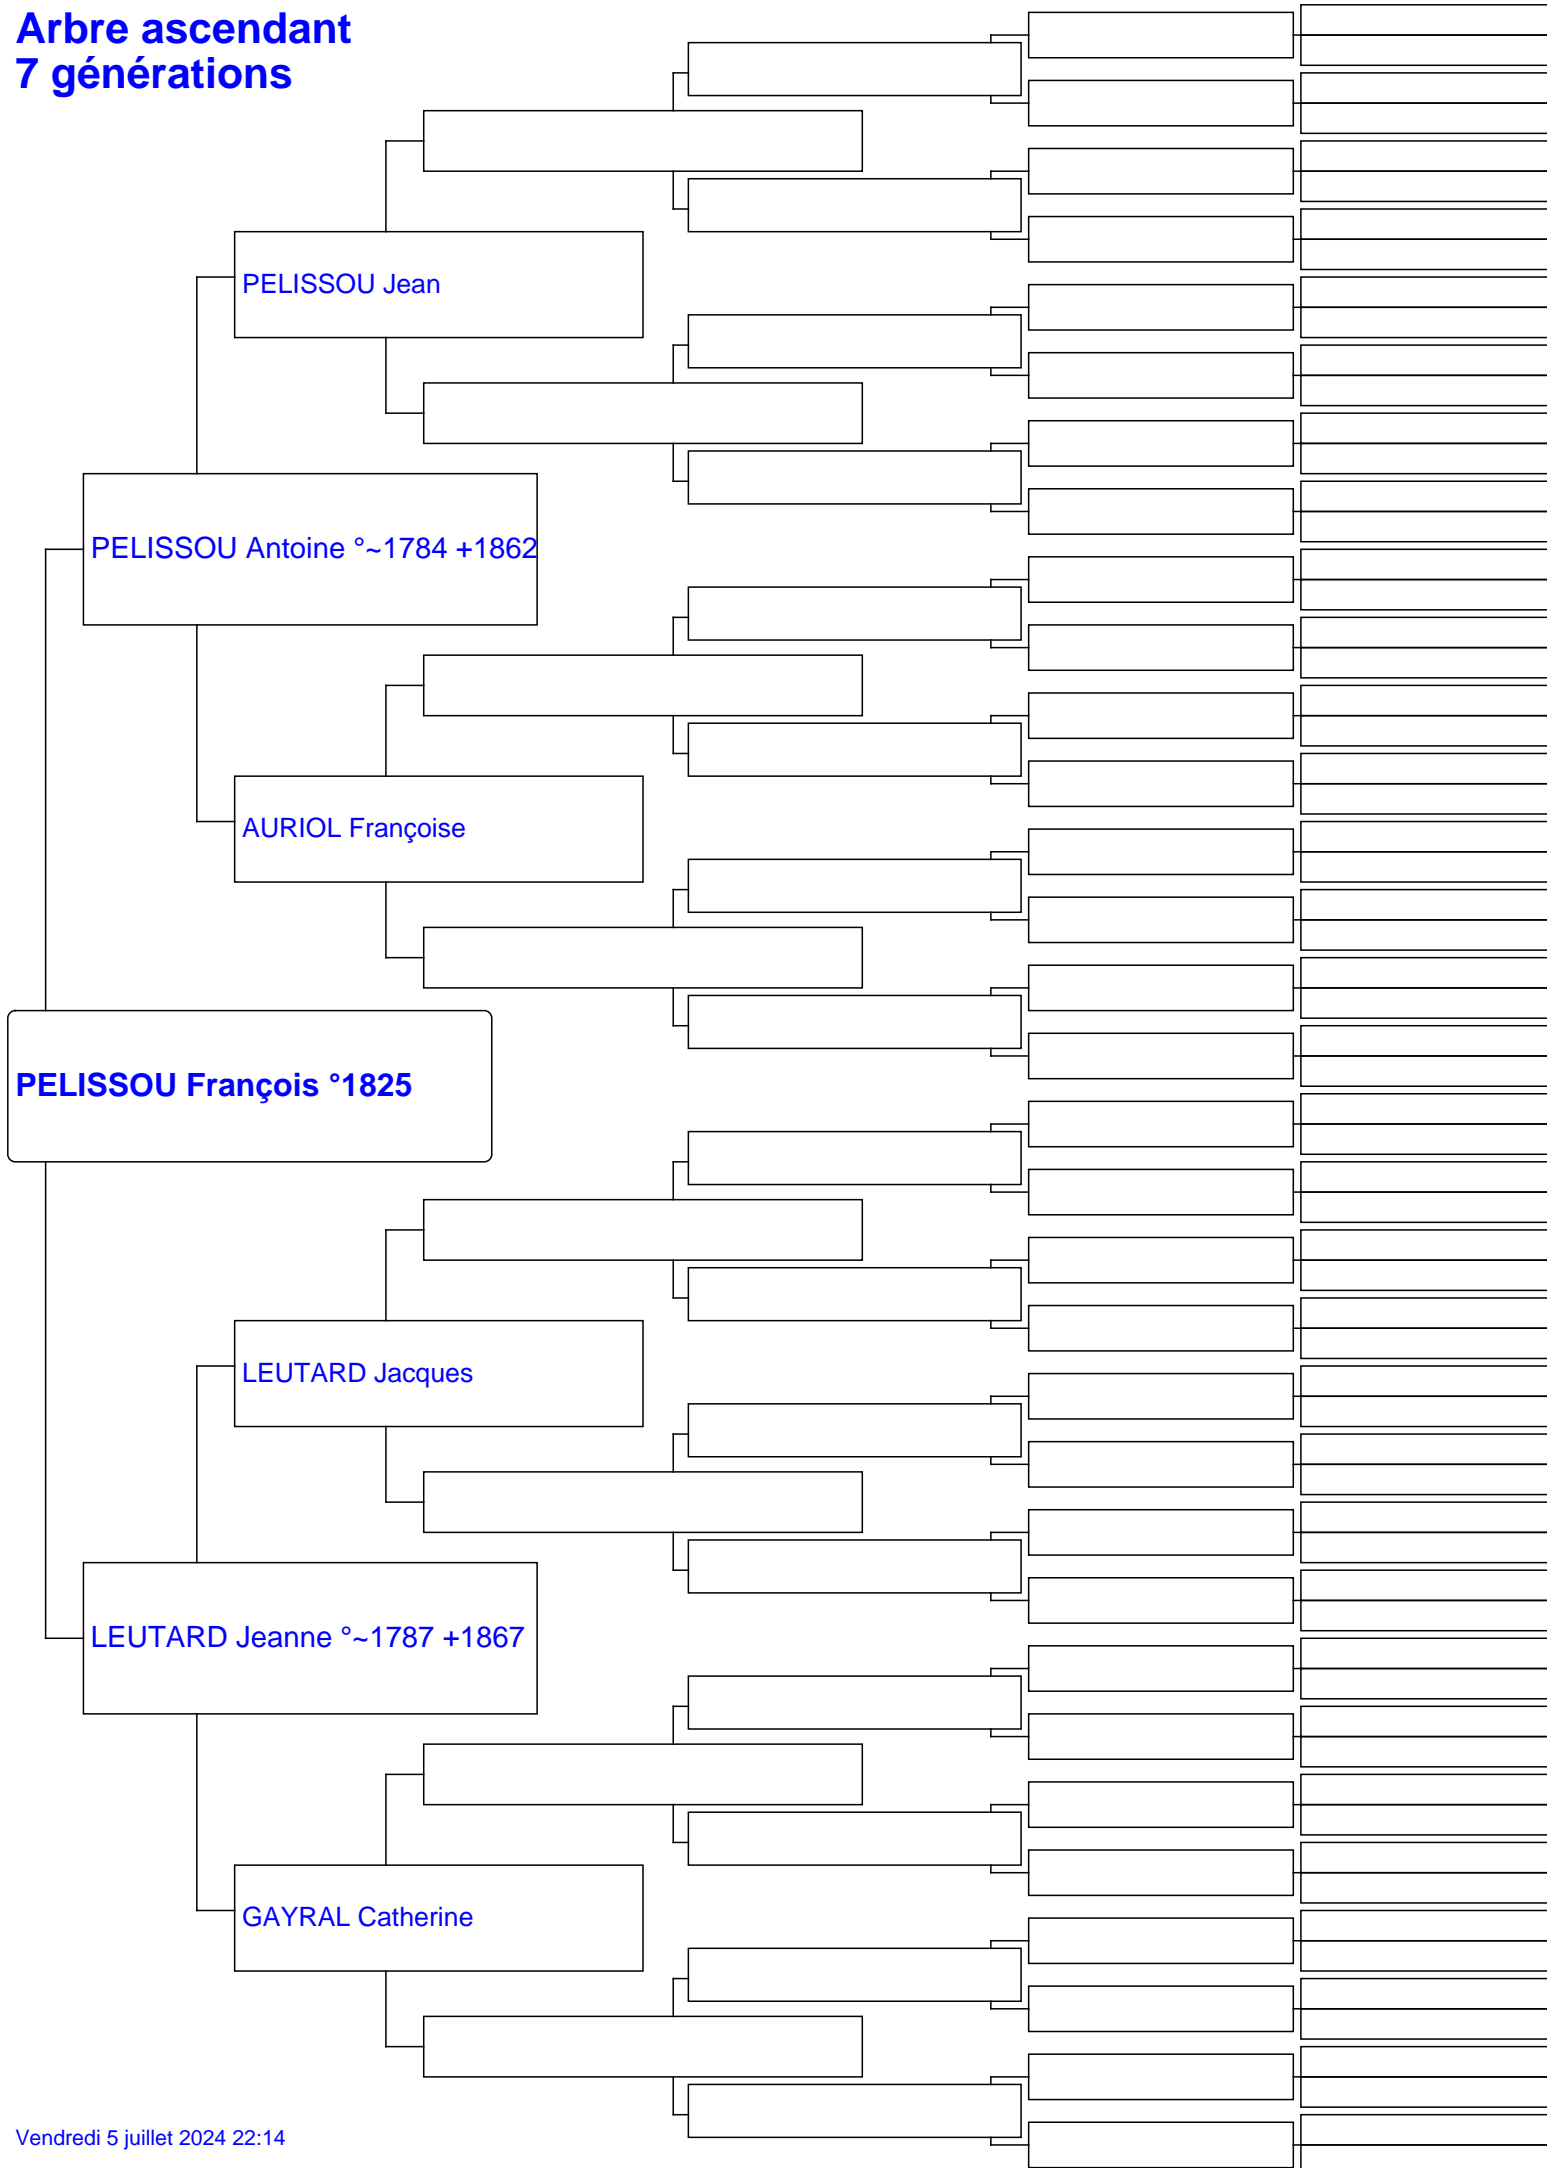 Arbre ascendant
7 générations
PELISSOU Jean
PELISSOU Antoine °~1784 +1862
AURIOL Françoise
PELISSOU François °1825
LEUTARD Jacques
LEUTARD Jeanne °~1787 +1867
GAYRAL Catherine
Vendredi 5 juillet 2024 22:14